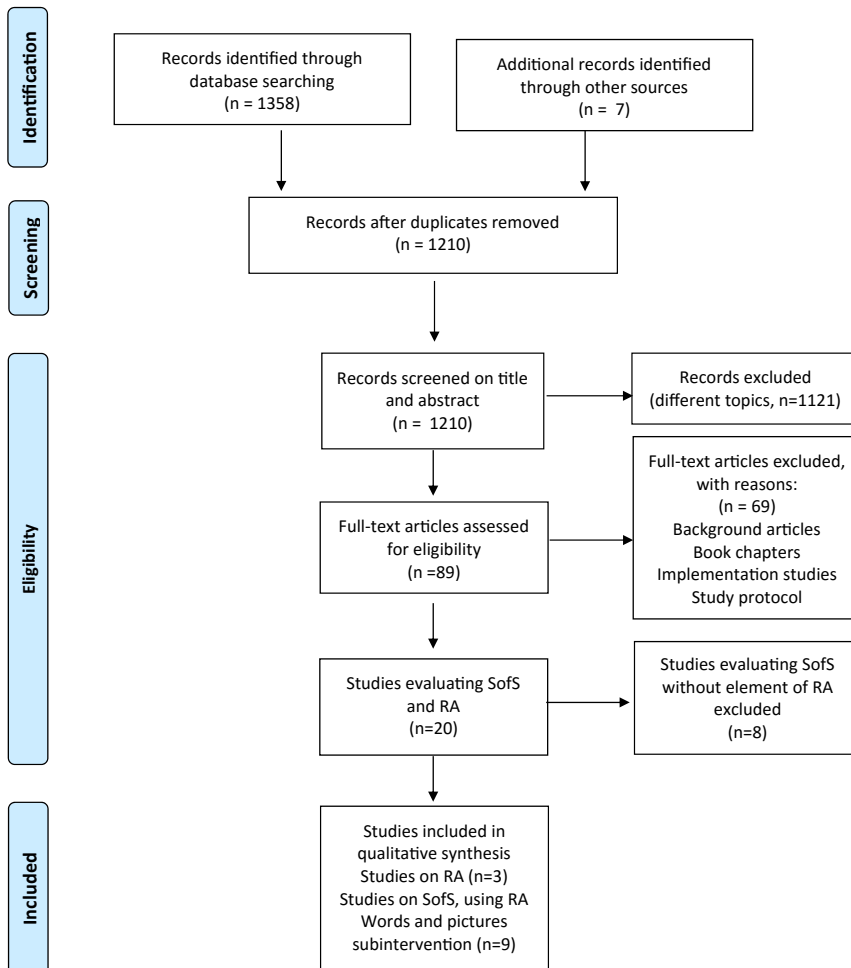 Identification
Records identified through
database searching
(n = 1358)
Additional records identified
through other sources
(n = 7)
Screening
Records after duplicates removed
(n = 1210)
Eligibility
Records screened on title
and abstract
(n = 1210)
Records excluded
(different topics, n=1121)
Full-text articles assessed
for eligibility
(n =89)
Full-text articles excluded,
with reasons:
(n = 69)
Background articles
Book chapters
Implementation studies
Study protocol
Studies evaluating SofS
and RA
(n=20)
Studies evaluating SofS
without element of RA
excluded
(n=8)
Included
Studies included in
qualitative synthesis
Studies on RA (n=3)
Studies on SofS, using RA
Words and pictures
subintervention (n=9)